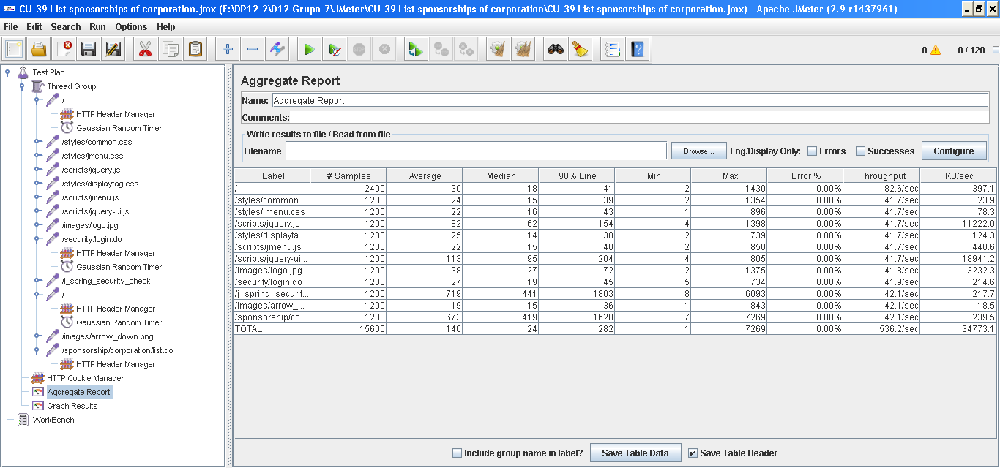 CU-39 List sponsorships of corporation.jmx (E:\DP12-2\D12-Grupo-7\JMeter\CU-39 List sponsorships of corporation\CU-39 List sponsorships of corporation.jmx) - Apache JMeter (2.9 r1437961)
File Edit Search Run Options Help
0 0 / 120
Test Plan
Thread Group
/
HTTP Header Manager
Gaussian Random Timer
/styles/common.css
/styles/jmenu.css
/scripts/jquery.js
/styles/displaytag.css
/scripts/jmenu.js
/scripts/jquery-ui.js
/images/logo.jpg
/security/login.do
HTTP Header Manager
Gaussian Random Timer
/j_spring_security_check
/
HTTP Header Manager
Gaussian Random Timer
/images/arrow_down.png
/sponsorship/corporation/list.do
HTTP Header Manager
HTTP Cookie Manager
Aggregate Report
Graph Results
WorkBench
Aggregate Report
Name: Aggregate Report
Comments:
Write results to file / Read from file
Filename Browse... Log/Display Only: Errors Successes Configure
Label # Samples Average Median 90% Line Min Max Error % Throughput KB/sec
/ 2400 30 18 41 2 1430 0.00% 82.6/sec 397.1
/styles/common.... 1200 24 15 39 2 1354 0.00% 41.7/sec 23.9
/styles/jmenu.css 1200 22 16 43 1 896 0.00% 41.7/sec 78.3
/scripts/jquery.js 1200 82 62 154 4 1398 0.00% 41.7/sec 11222.0
/styles/displayta... 1200 25 14 38 2 739 0.00% 41.7/sec 124.3
/scripts/jmenu.js 1200 22 15 40 2 850 0.00% 41.7/sec 440.6
/scripts/jquery-ui... 1200 113 95 204 4 805 0.00% 41.7/sec 18941.2
/images/logo.jpg 1200 38 27 72 2 1375 0.00% 41.8/sec 3232.3
/security/login.do 1200 27 19 45 5 734 0.00% 41.9/sec 214.6
/j_spring_securit... 1200 719 441 1803 8 6093 0.00% 42.1/sec 217.7
/images/arrow_... 1200 19 15 36 1 843 0.00% 42.1/sec 18.5
/sponsorship/co... 1200 673 419 1628 7 7269 0.00% 42.1/sec 239.5
TOTAL 15600 140 24 282 1 7269 0.00% 536.2/sec 34773.1
Include group name in label? Save Table Data Save Table Header